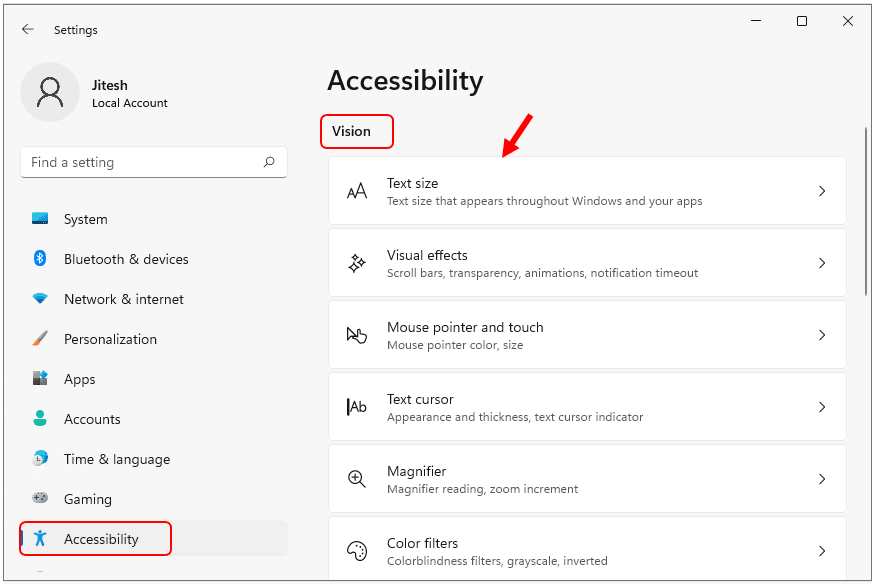 Settings
Jitesh
Local Account
Find a setting
System
Bluetooth & devices
Network & internet
Personalization
Apps
Accounts
Time & language
Gaming
Accessibility
Accessibility
Vision
Text size
Text size that appears throughout Windows and your apps
Visual effects
Scroll bars, transparency, animations, notification timeout
Mouse pointer and touch
Mouse pointer color, size
Text cursor
Appearance and thickness, text cursor indicator
Magnifier
Magnifier reading, zoom increment
Color filters
Colorblindness filters, grayscale, inverted